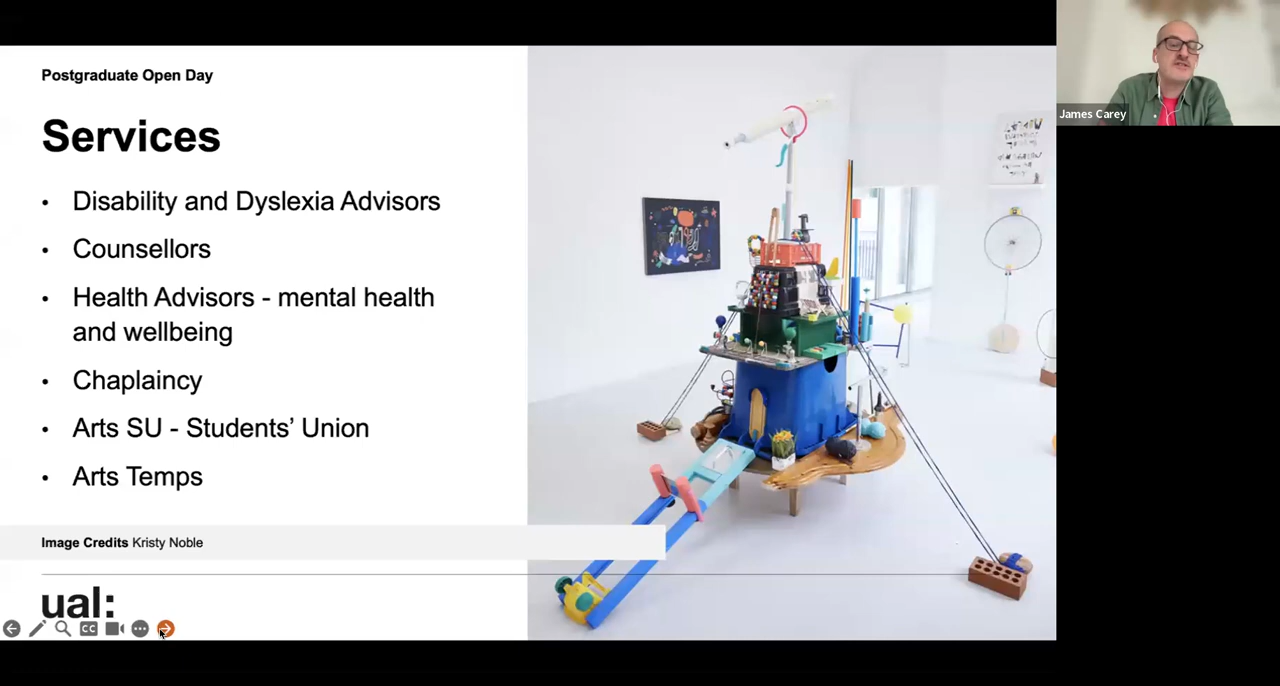 Postgraduate Open Day
Services
• Disability and Dyslexia Advisors
• Counsellors
• Health Advisors - mental health
and wellbeing
• Chaplaincy
• Arts SU - Students’ Union
• Arts Temps
Image Credits Kristy Noble
ual:
CC
James Carey